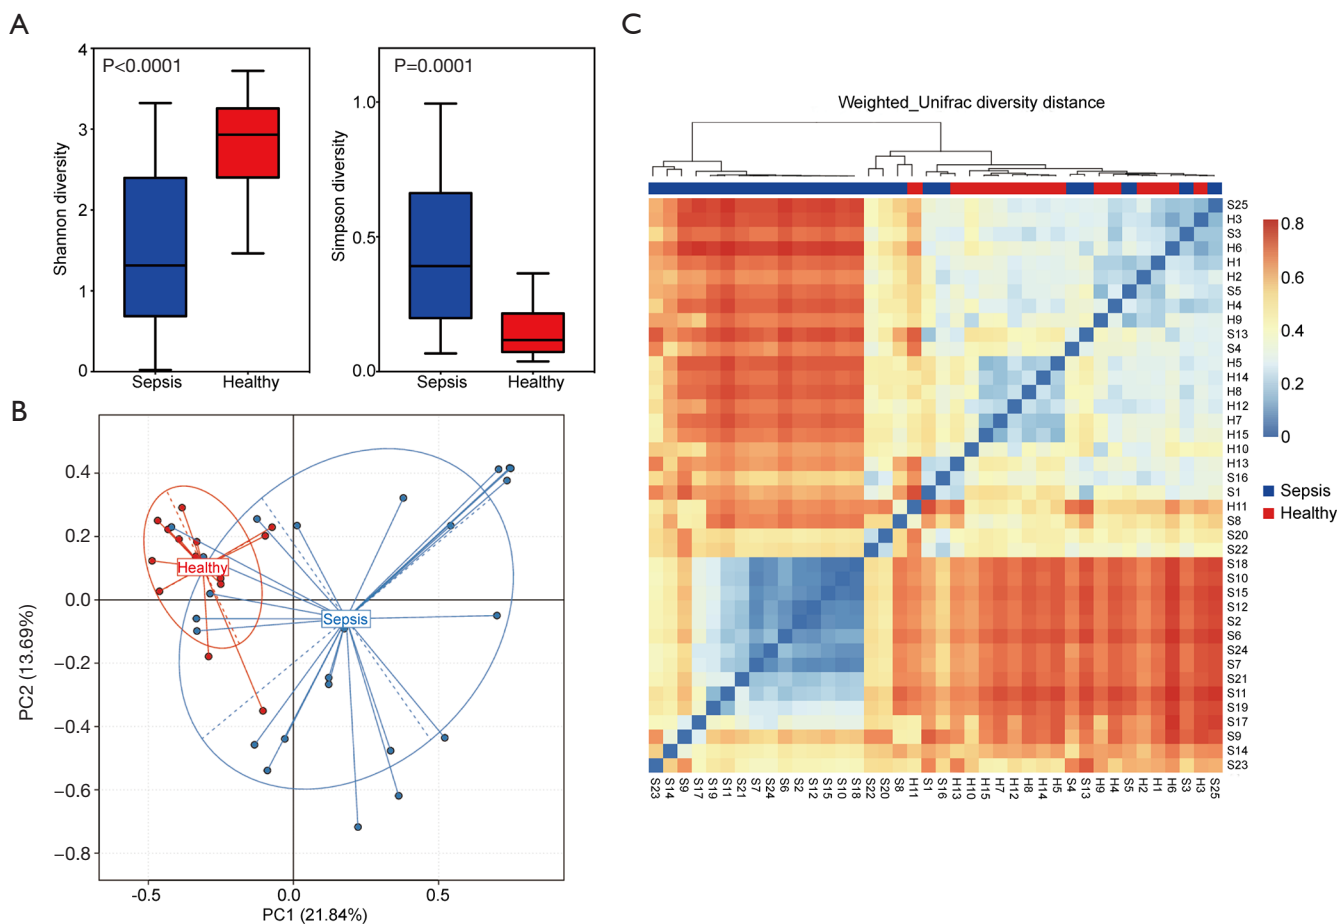 A
P<0.0001
Shannon diversity
4
3
2
1
0
Sepsis
Healthy
P=0.0001
Simpson diversity
1.0
0.5
0.0
Sepsis
Healthy
B
PC2 (13.69%)
0.4
0.2
0.0
−0.2
−0.4
−0.6
−0.8
Healthy
Sepsis
-0.5
0.0
0.5
PC1 (21.84%)
C
Weighted_Unifrac diversity distance
S25
H3
S3
H6
H1
H2
S5
H4
H9
S13
S4
H5
H14
H8
H12
H7
H15
H10
H13
S16
S1
H11
S8
S20
S22
S18
S10
S15
S12
S2
S6
S24
S7
S21
S11
S19
S17
S9
S14
S23
S23
S14
S9
S17
S19
S11
S21
S7
S24
S6
S2
S12
S15
S10
S18
S22
S20
S8
H11
S1
S16
H13
H10
H15
H7
H12
H8
H14
H5
S4
S13
H9
H4
S5
H2
H1
H6
S3
H3
S25
0.8
0.6
0.4
0.2
0
Sepsis
Healthy